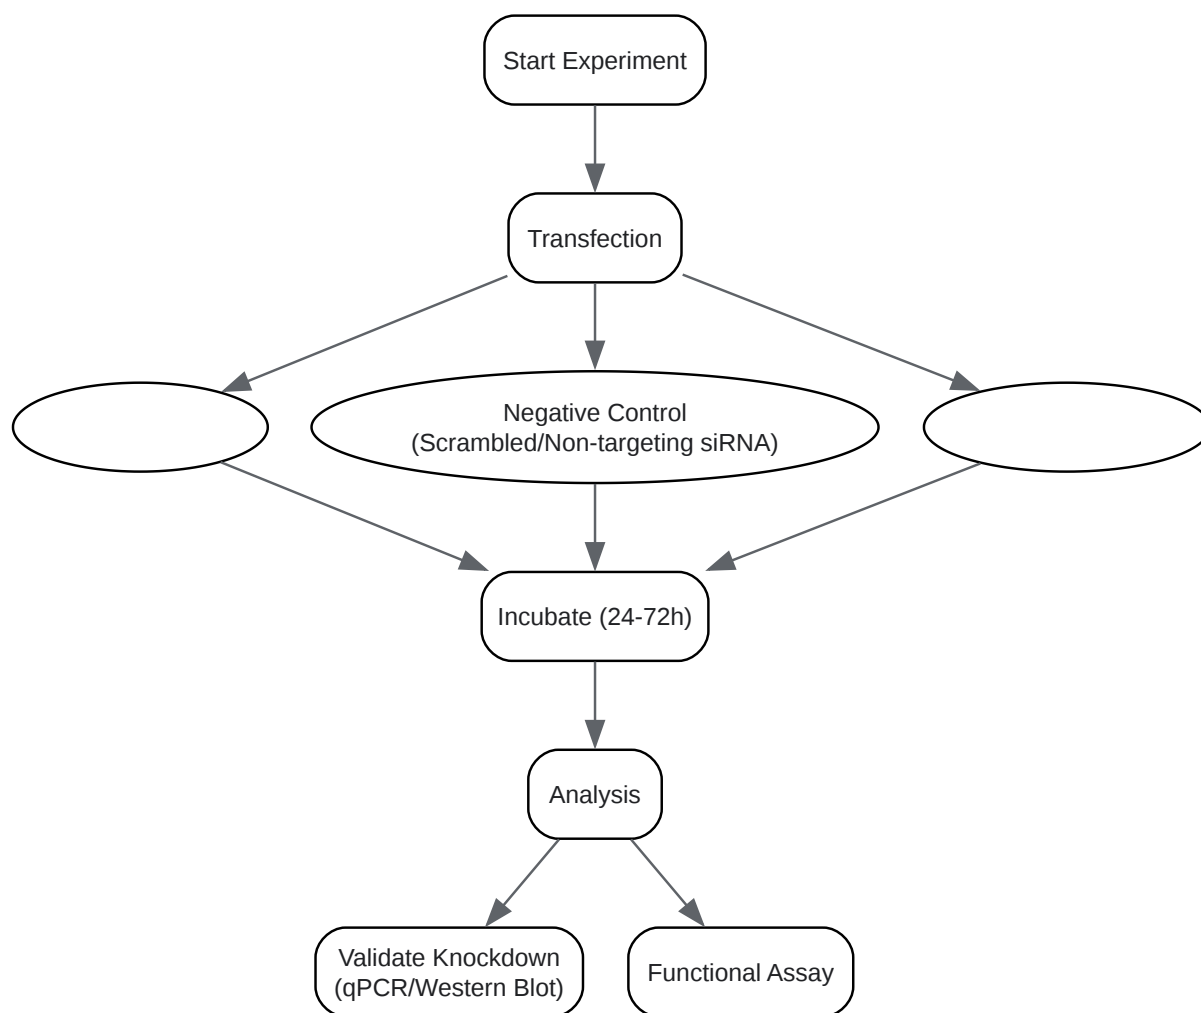 Start Experiment
Transfection
Negative Control
(Scrambled/Non-targeting siRNA)
Incubate (24-72h)
Analysis
Validate Knockdown
(qPCR/Western Blot)
Functional Assay